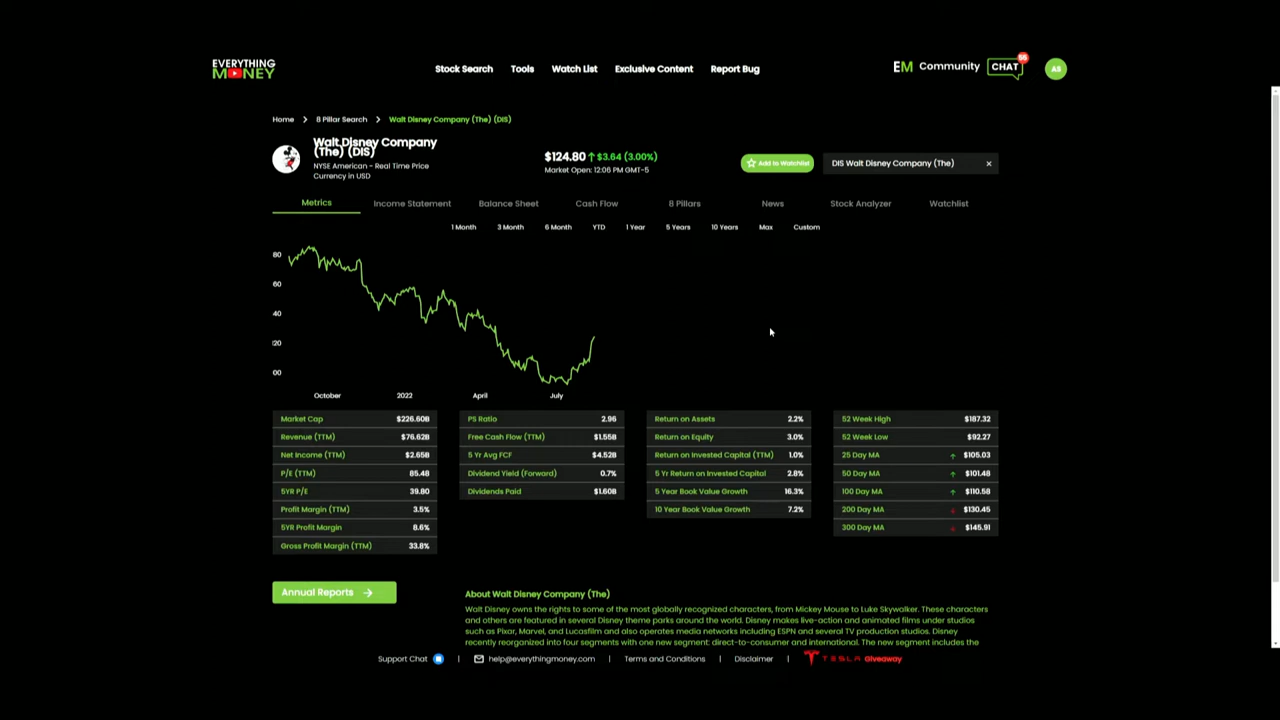 EVERYTHING
MONEY
Stock Search
Tools
Watch List
Exclusive Content
Report Bug
EM Community
CHAT
55
AS
Home > 8 Pillar Search > Walt Disney Company (The) (DIS)
Walt Disney Company
(The) (DIS)
NYSE American - Real Time Price
Currency in USD
$124.80 ↑ $3.64 (3.00%)
Market Open: 12:06 PM GMT-5
Add to Watchlist
DIS Walt Disney Company (The) ×
Metrics
Income Statement
Balance Sheet
Cash Flow
8 Pillars
News
Stock Analyzer
Watchlist
1 Month
3 Month
6 Month
YTD
1 Year
5 Years
10 Years
Max
Custom
80
60
40
20
00
October
2022
April
July
Market Cap $226.60B
Revenue (TTM) $76.62B
Net Income (TTM) $2.65B
P/E (TTM) 85.48
5YR P/E 39.80
Profit Margin (TTM) 3.5%
5YR Profit Margin 8.6%
Gross Profit Margin (TTM) 33.8%
PS Ratio 2.96
Free Cash Flow (TTM) $1.55B
5 Yr Avg FCF $4.52B
Dividend Yield (Forward) 0.7%
Dividends Paid $1.60B
Return on Assets 2.2%
Return on Equity 3.0%
Return on Invested Capital (TTM) 1.0%
5 Yr Return on Invested Capital 2.8%
5 Year Book Value Growth 16.3%
10 Year Book Value Growth 7.2%
52 Week High $187.32
52 Week Low $92.27
25 Day MA ↑ $105.03
50 Day MA ↑ $101.48
100 Day MA ↑ $110.58
200 Day MA ↓ $130.45
300 Day MA ↓ $145.91
Annual Reports →
About Walt Disney Company (The)
Walt Disney owns the rights to some of the most globally recognized characters, from Mickey Mouse to Luke Skywalker. These characters
and others are featured in several Disney theme parks around the world. Disney makes live-action and animated films under studios
such as Pixar, Marvel, and Lucasfilm and also operates media networks including ESPN and several TV production studios. Disney
recently reorganized into four segments with one new segment: direct-to-consumer and international. The new segment includes the
Support Chat | help@everythingmoney.com | Terms and Conditions | Disclaimer | TESLA Giveaway